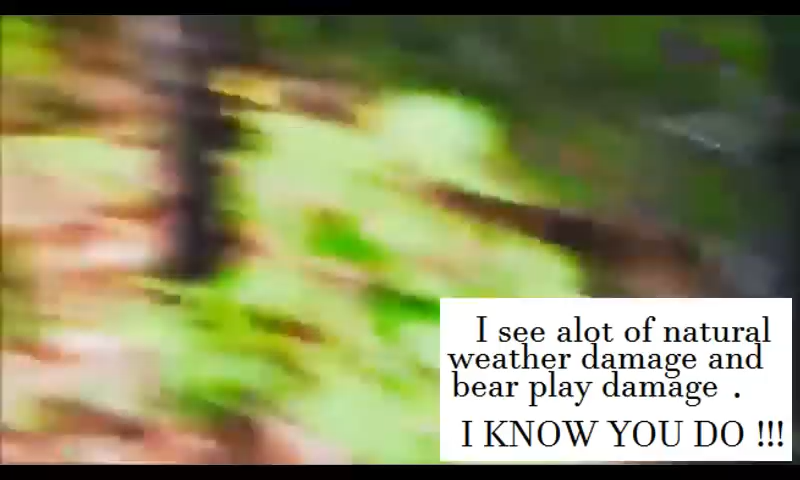 I see alot of natural
weather damage and
bear play damage .
I KNOW YOU DO !!!